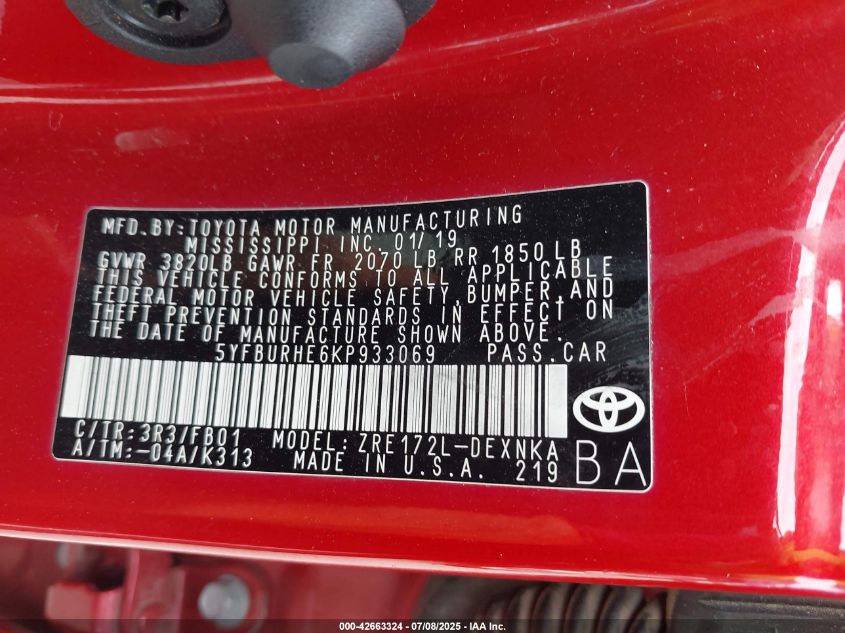 MFD.BY:TOYOTA MOTOR MANUFACTURING
MISSISSIPPI INC. 01/19
GVWR 3820LB GAWR FR 2070 LB RR 1850 LB
THIS VEHICLE CONFORMS TO ALL APPLICABLE
FEDERAL MOTOR VEHICLE SAFETY,BUMPER,AND
THEFT PREVENTION STANDARDS IN EFFECT ON
THE DATE OF MANUFACTURE SHOWN ABOVE.
5YFBURHE6KP933069 PASS.CAR
C/TR:3R3/FB01 MODEL:ZRE172L-DEXNKA
A/TM:-04A/K313 MADE IN U.S.A. 219
BA
000-42663324 - 07/08/2025 - IAA Inc.